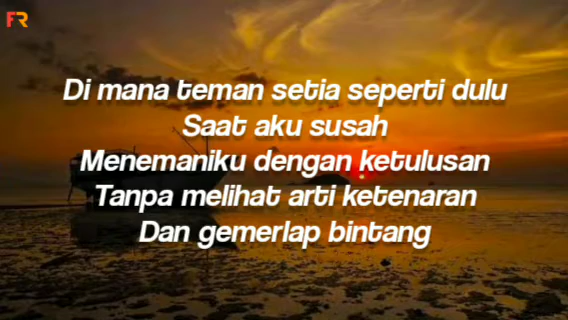 FR
Di mana teman setia seperti dulu
Saat aku susah
Menemaniku dengan ketulusan
Tanpa melihat arti ketenaran
Dan gemerlap bintang